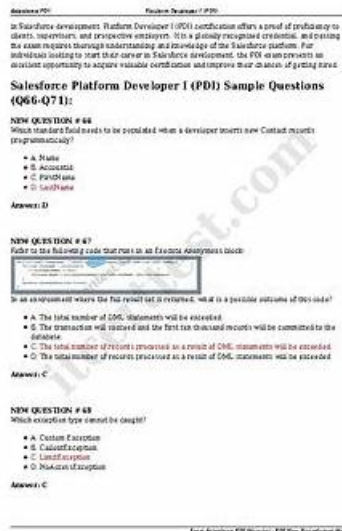 Salesforce PDI
Platform Developer I (PDI)
in Salesforce development. Platform Developer I (PDI) certification offers a proof of proficiency to
clients, supervisors, and prospective employers. It is a globally recognized credential, and passing
the exam requires thorough understanding and knowledge of the Salesforce platform. For
individuals looking to start their career in Salesforce development, the PDI exam presents an
excellent opportunity to acquire valuable certification and improve their chances of getting hired.
Salesforce Platform Developer I (PDI) Sample Questions
(Q66-Q71):
NEW QUESTION # 66
Which standard field needs to be populated when a developer inserts new Contact records
programmatically?
A. Name
B. AccountId
C. FirstName
D. LastName
Answer: D
NEW QUESTION # 67
Refer to the following code that runs in an Execute Anonymous block:
In an environment where the full result set is returned, what is a possible outcome of this code?
A. The total number of DML statements will be exceeded.
B. The transaction will succeed and the first ten thousand records will be committed to the
database.
C. The total number of records processed as a result of DML statements will be exceeded
D. The total number of records processed as a result of DML statements will be exceeded
Answer: C
NEW QUESTION # 68
Which exception type cannot be caught?
A. Custom Exception
B. CalloutException
C. LimitException
D. NoAccessException
Answer: C